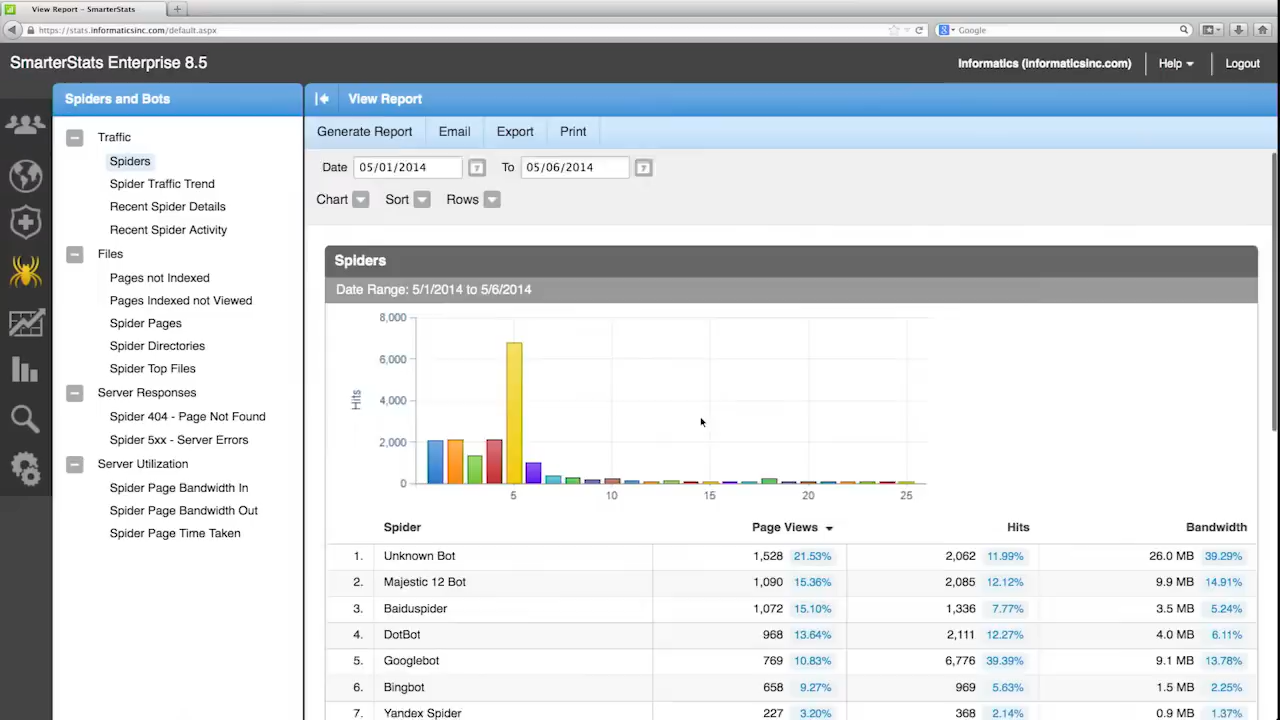 View Report – SmarterStats
https://stats.informaticsinc.com/default.aspx
Google
SmarterStats Enterprise 8.5
Informatics (informaticsinc.com)
Help
Logout
Spiders and Bots
Traffic
Spiders
Spider Traffic Trend
Recent Spider Details
Recent Spider Activity
Files
Pages not Indexed
Pages Indexed not Viewed
Spider Pages
Spider Directories
Spider Top Files
Server Responses
Spider 404 - Page Not Found
Spider 5xx - Server Errors
Server Utilization
Spider Page Bandwidth In
Spider Page Bandwidth Out
Spider Page Time Taken
View Report
Generate Report Email Export Print
Date 05/01/2014 7 To 05/06/2014 7
Chart Sort Rows
Spiders
Date Range: 5/1/2014 to 5/6/2014
8,000
6,000
4,000
2,000
0
Hits
5 10 15 20 25
Spider Page Views Hits Bandwidth
1. Unknown Bot 1,528 21.53% 2,062 11.99% 26.0 MB 39.29%
2. Majestic 12 Bot 1,090 15.36% 2,085 12.12% 9.9 MB 14.91%
3. Baiduspider 1,072 15.10% 1,336 7.77% 3.5 MB 5.24%
4. DotBot 968 13.64% 2,111 12.27% 4.0 MB 6.11%
5. Googlebot 769 10.83% 6,776 39.39% 9.1 MB 13.78%
6. Bingbot 658 9.27% 969 5.63% 1.5 MB 2.25%
7. Yandex Spider 227 3.20% 368 2.14% 0.9 MB 1.37%